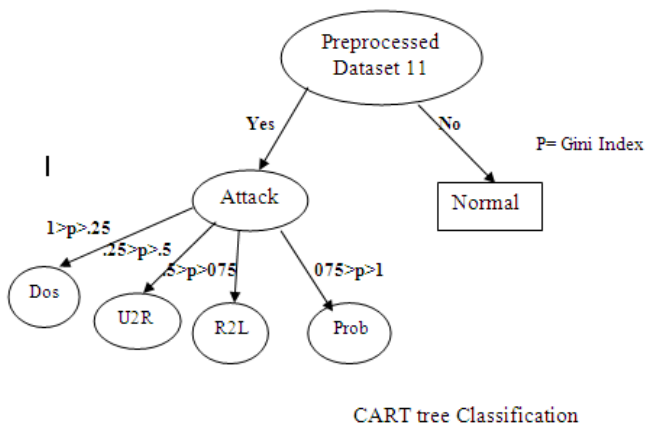 Preprocessed
Dataset 11
Yes
No
P= Gini Index
Attack
Normal
1>p>.25
.25>p>.5
.5>p>075
075>p>1
Dos
U2R
R2L
Prob
CART tree Classification